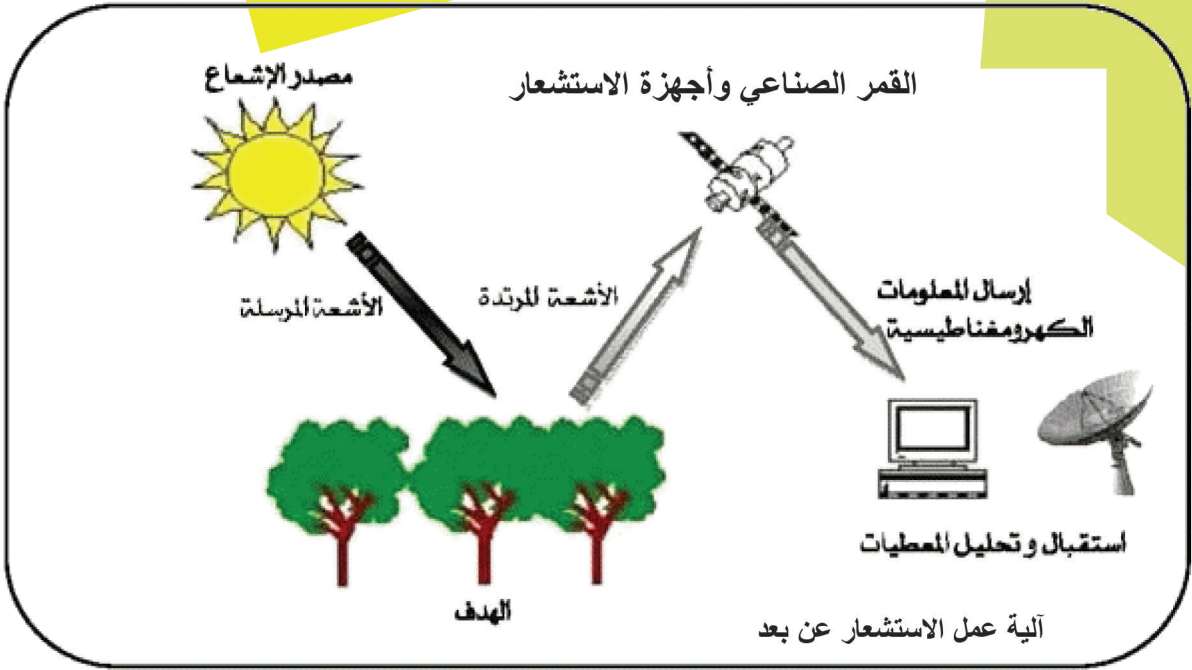 مصدر الإشعاع
القمر الصناعي وأجهزة الاستشعار
الأشعة المرسلة
الأشعة المرتدة
إرسال المعلومات
الكهرومغناطيسية
استقبال و تحليل المعطيات
الهدف
آلية عمل الاستشعار عن بعد